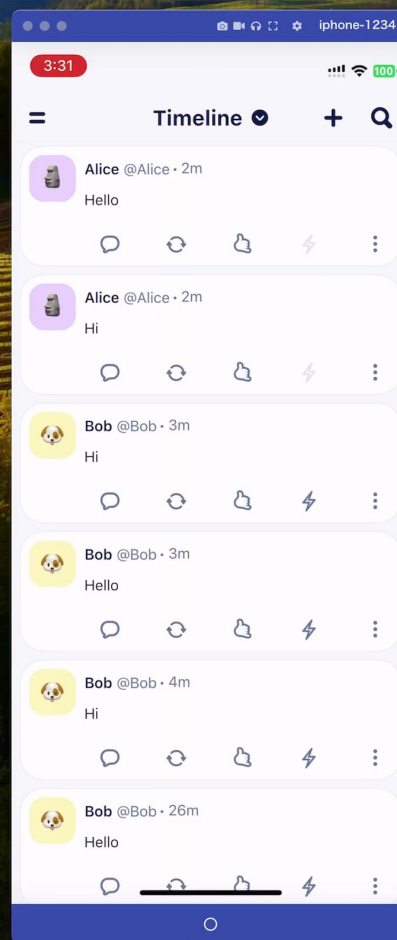 iphone-1234
3:31
100
Timeline
Alice @Alice · 2m
Hello
Alice @Alice · 2m
Hi
Bob @Bob · 3m
Hi
Bob @Bob · 3m
Hello
Bob @Bob · 4m
Hi
Bob @Bob · 26m
Hello